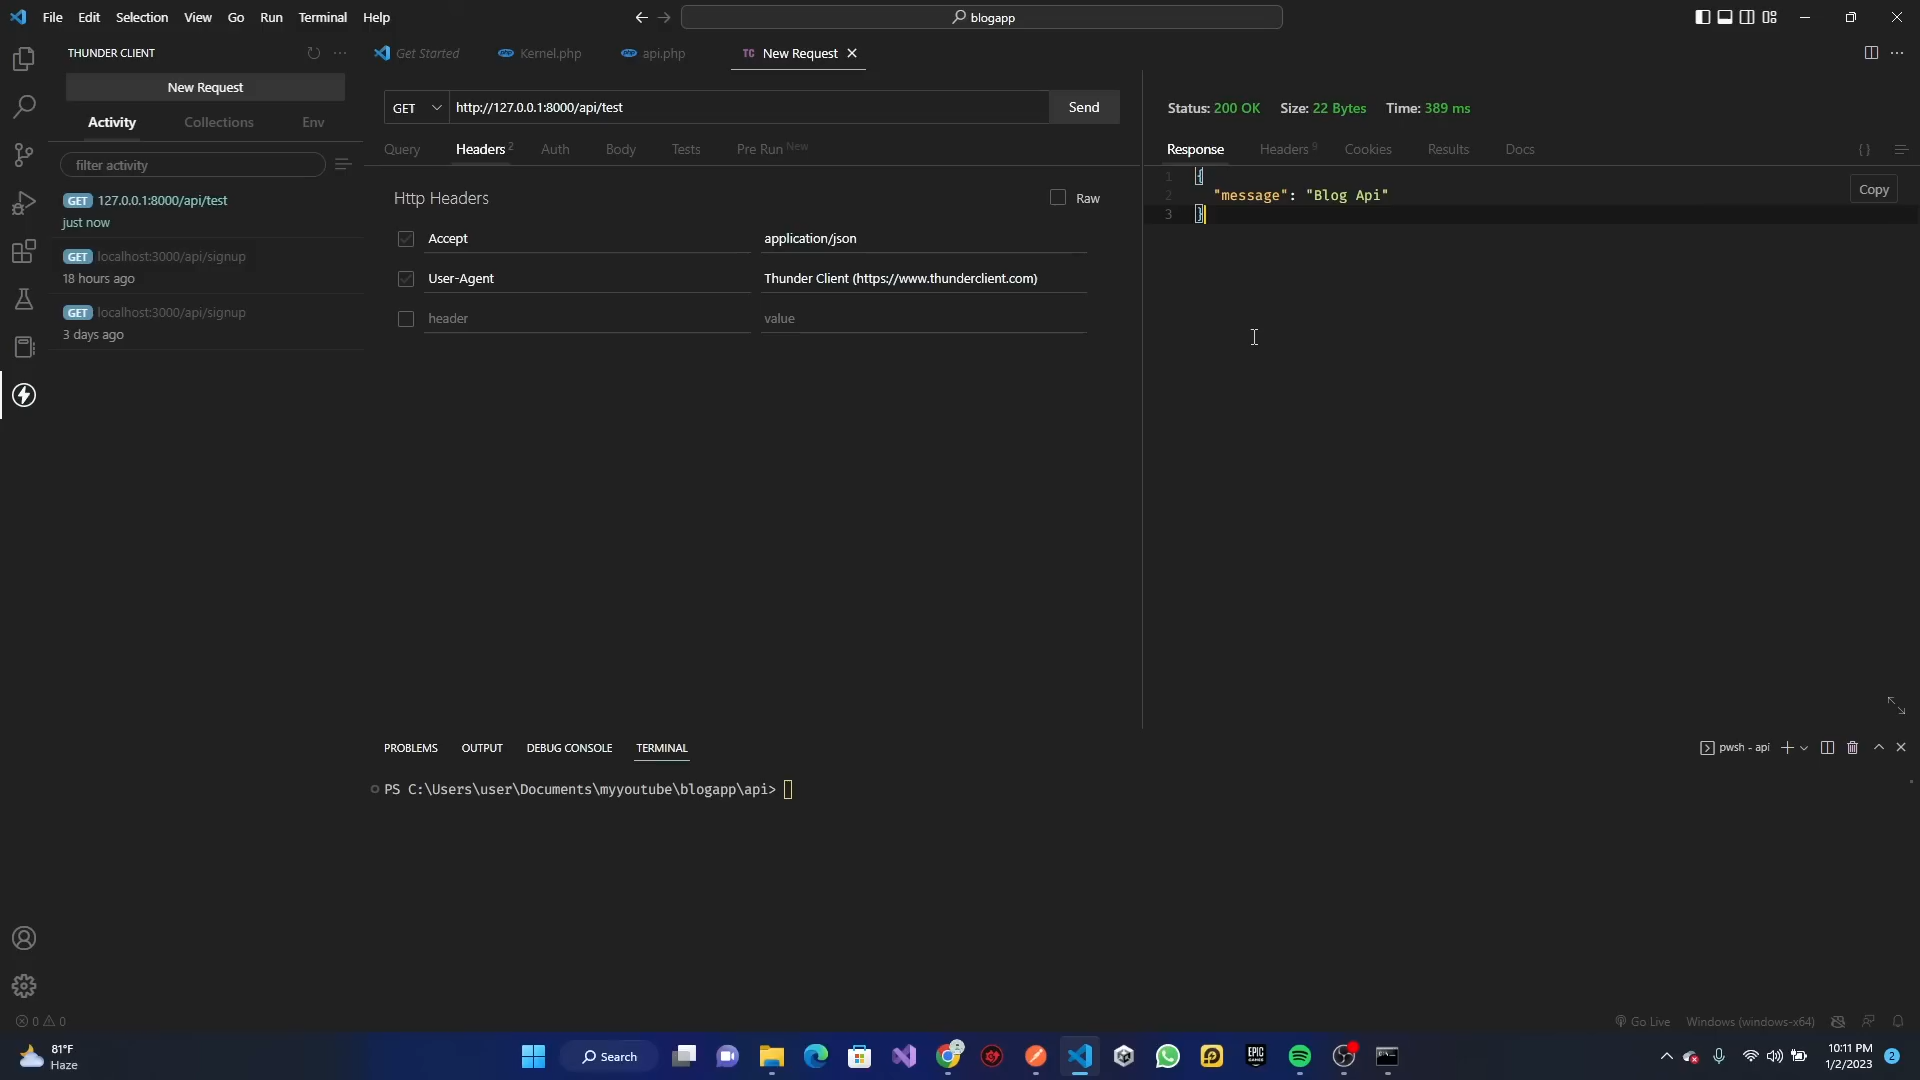 File Edit Selection View Go Run Terminal Help
blogapp
THUNDER CLIENT
New Request
Activity Collections Env
filter activity
GET 127.0.0.1:8000/api/test
just now
GET localhost:3000/api/signup
18 hours ago
GET localhost:3000/api/signup
3 days ago
Get Started Kernel.php api.php TC New Request
GET http://127.0.0.1:8000/api/test Send
Query Headers 2 Auth Body Tests Pre Run New
Http Headers Raw
Accept application/json
User-Agent Thunder Client (https://www.thunderclient.com)
header value
Status: 200 OK Size: 22 Bytes Time: 389 ms
Response Headers 9 Cookies Results Docs { }
1 {
2 "message": "Blog Api"
3 }
Copy
PROBLEMS OUTPUT DEBUG CONSOLE TERMINAL
pwsh - api
PS C:\Users\user\Documents\myyoutube\blogapp\api>
0 0
Go Live Windows (windows-x64)
81°F
Haze
Search
EPIC
GAMES
10:11 PM
1/2/2023
2